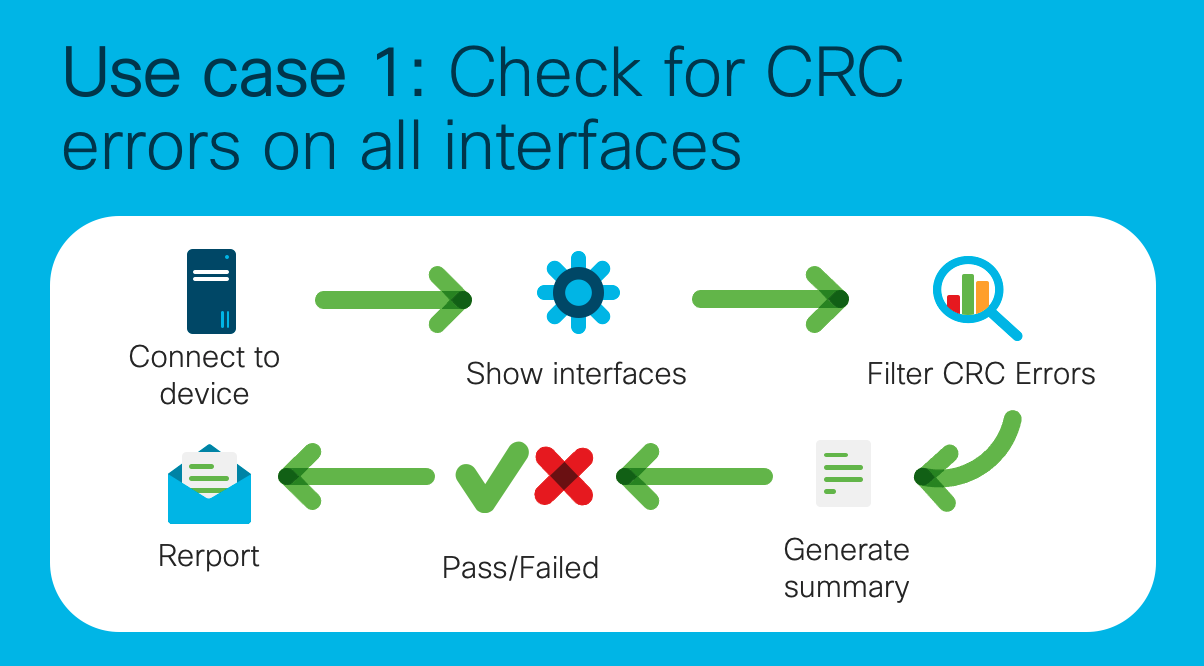 Use case 1: Check for CRC
errors on all interfaces
Connect to
device
Show interfaces
Filter CRC Errors
Generate
summary
Pass/Failed
Rerport